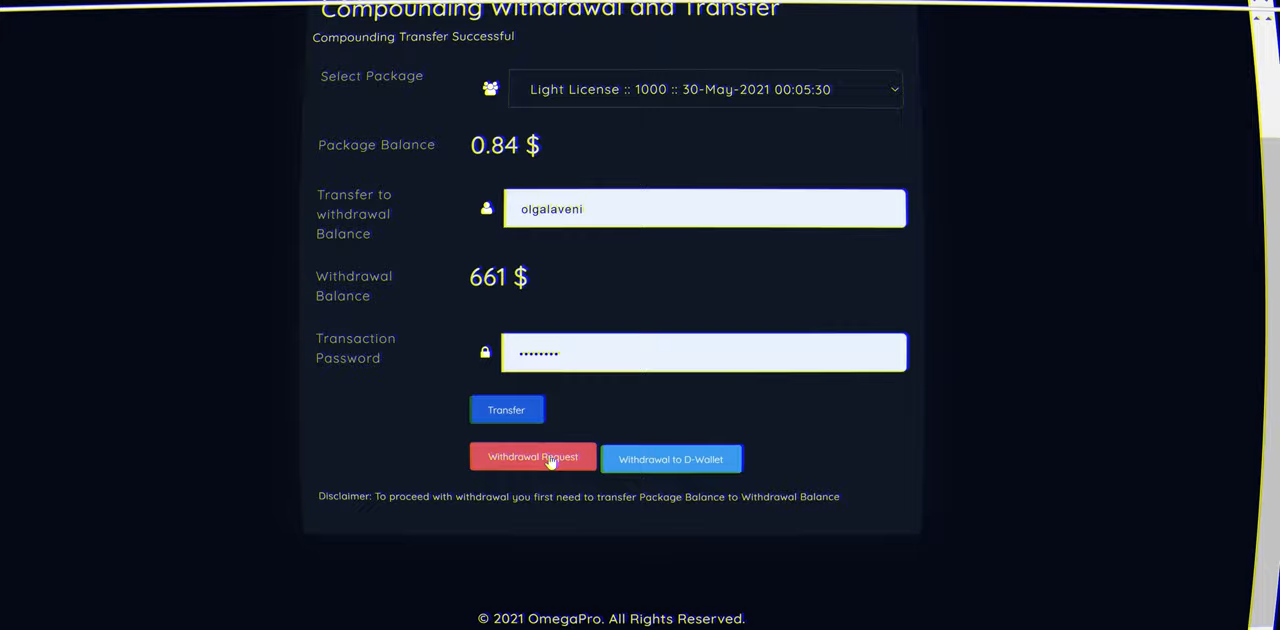 Compounding Withdrawal and Transfer
Compounding Transfer Successful
Select Package
Light License :: 1000 :: 30-May-2021 00:05:30
Package Balance
0.84 $
Transfer to
withdrawal
Balance
olgalaveni
Withdrawal
Balance
661 $
Transaction
Password
••••••••
Transfer
Withdrawal Request
Withdrawal to D-Wallet
Disclaimer: To proceed with withdrawal you first need to transfer Package Balance to Withdrawal Balance
© 2021 OmegaPro. All Rights Reserved.